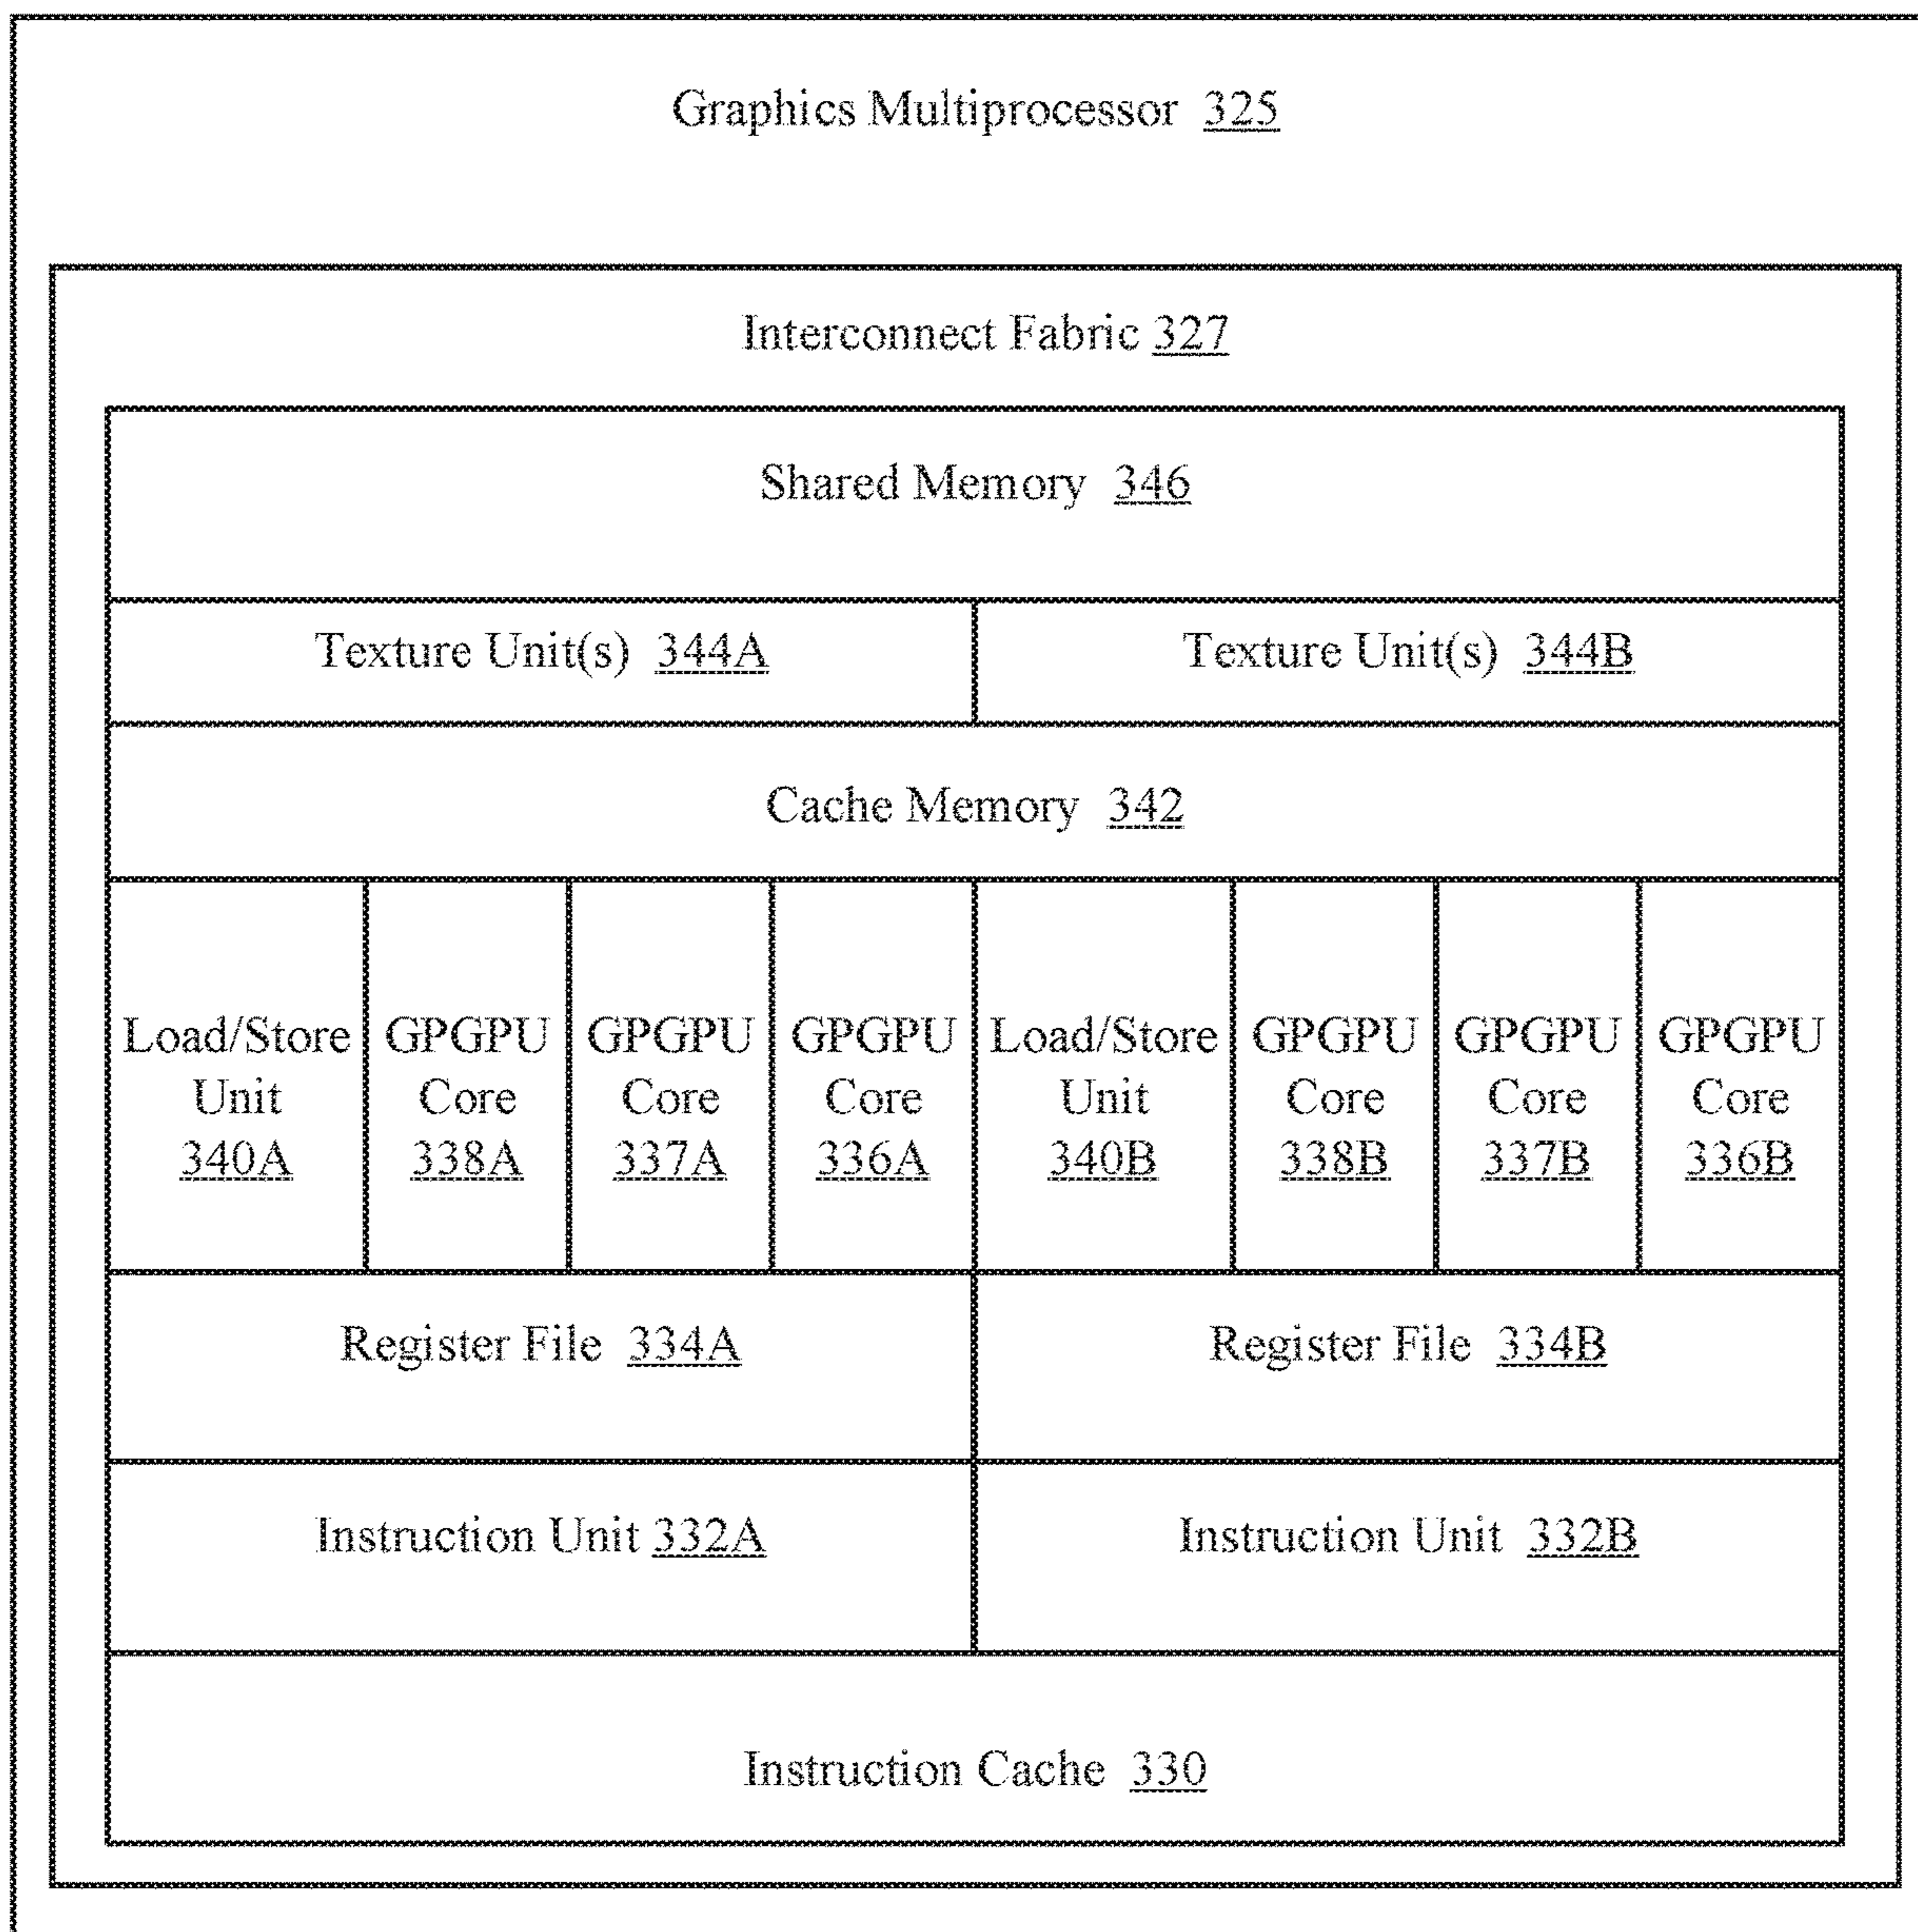 Graphics Multiprocessor 325
Interconnect Fabric 327
Shared Memory 346
Texture Unit(s) 344A
Texture Unit(s) 344B
Cache Memory 342
Load/Store
Unit
340A
GPGPU
Core
338A
GPGPU
Core
337A
GPGPU
Core
336A
Load/Store
Unit
340B
GPGPU
Core
338B
GPGPU
Core
337B
GPGPU
Core
336B
Register File 334A
Register File 334B
Instruction Unit 332A
Instruction Unit 332B
Instruction Cache 330